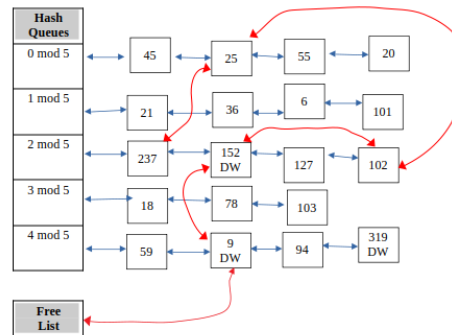 Hash
Queues
0 mod 5
45
25
55
20
1 mod 5
21
36
6
101
2 mod 5
237
152
DW
127
102
3 mod 5
18
78
103
4 mod 5
59
9
DW
94
319
DW
Free
List